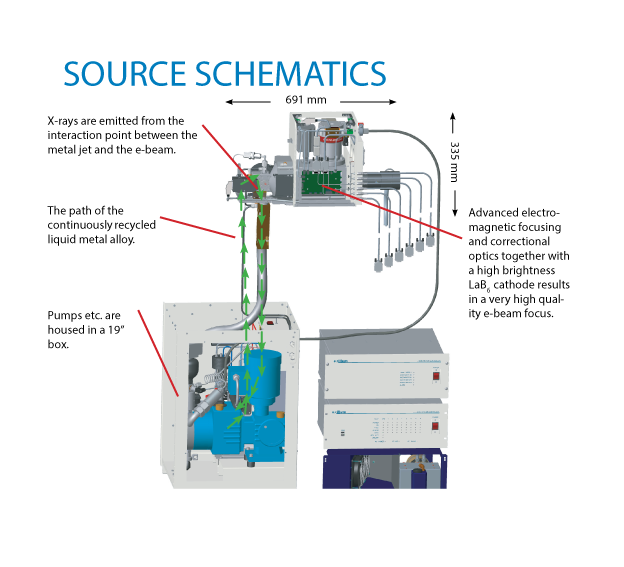 SOURCE SCHEMATICS
691 mm
X-rays are emitted from the
interaction point between the
metal jet and the e-beam.
335 mm
The path of the
continuously recycled
liquid metal alloy.
Advanced electro-
magnetic focusing
and correctional
optics together with
a high brightness
LaB6 cathode results
in a very high qual-
ity e-beam focus.
Pumps etc. are
housed in a 19”
box.